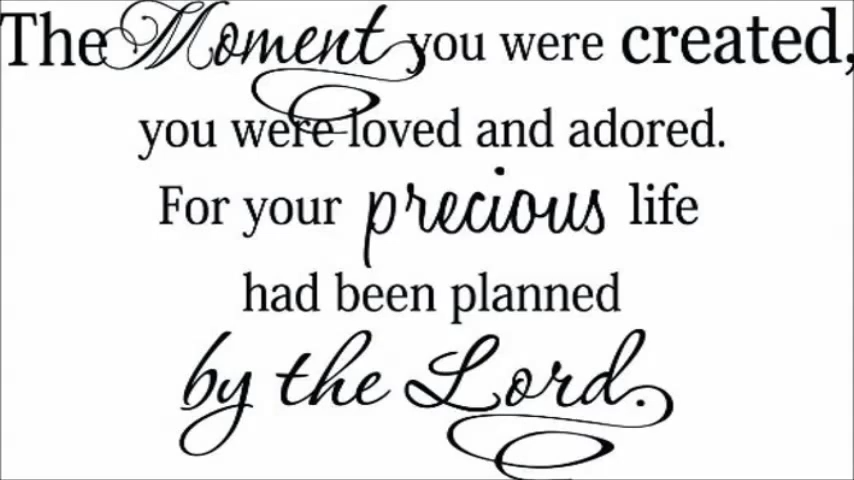 The Moment you were created,
you were loved and adored.
For your precious life
had been planned
by the Lord.